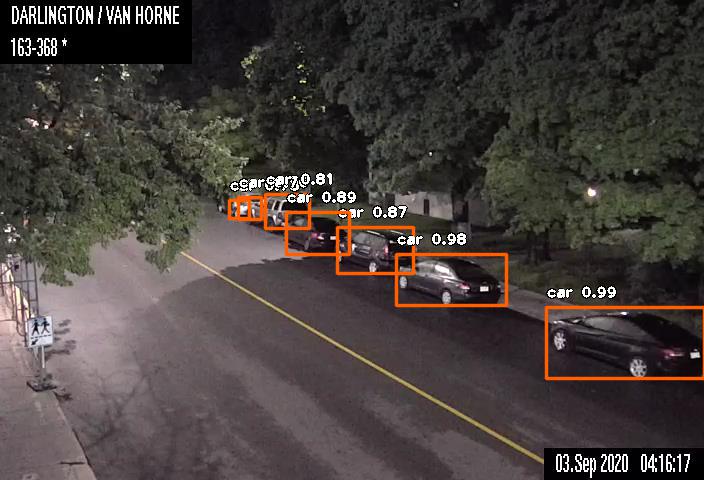 DARLINGTON / VAN HORNE
163-368 *
car 0.81
car 0.89
car 0.87
car 0.98
car 0.99
03.Sep 2020 04:16:17